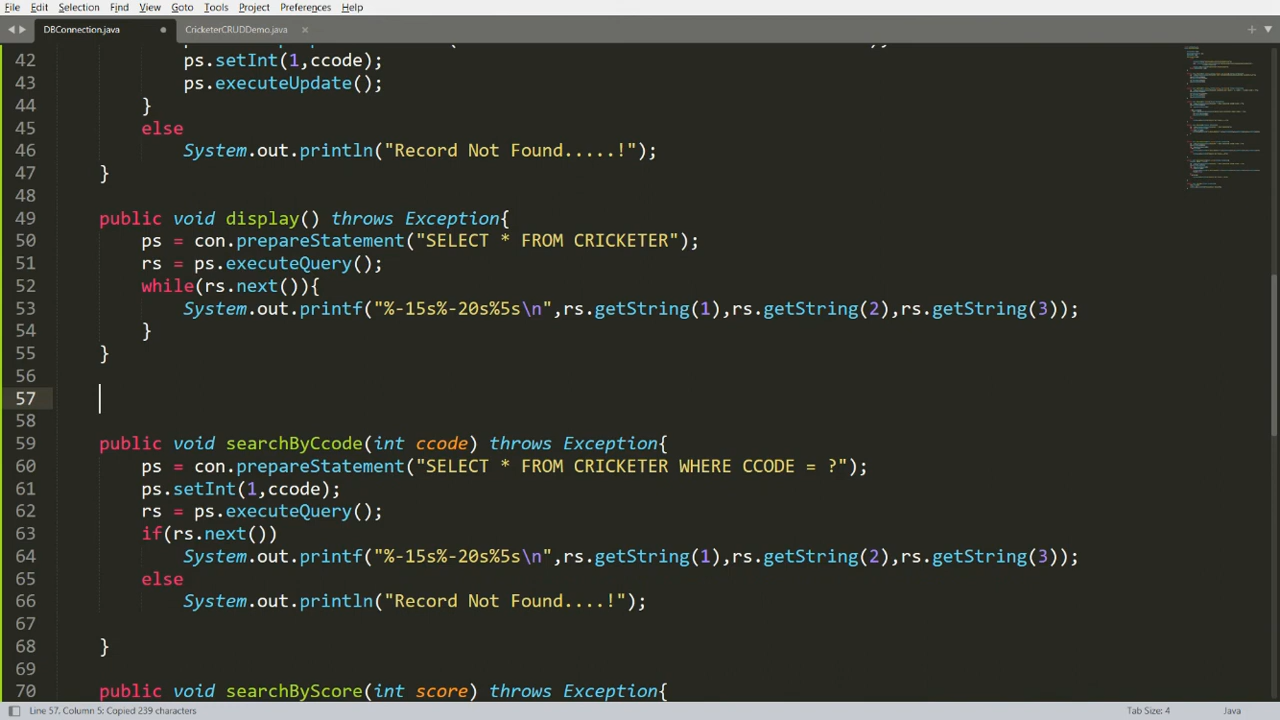 File Edit Selection Find View Goto Tools Project Preferences Help
DBConnection.java CricketerCRUDDemo.java
42 ps.setInt(1,ccode);
43 ps.executeUpdate();
44 }
45 else
46 System.out.println("Record Not Found.....!");
47 }
48
49 public void display() throws Exception{
50 ps = con.prepareStatement("SELECT * FROM CRICKETER");
51 rs = ps.executeQuery();
52 while(rs.next()){
53 System.out.printf("%-15s%-20s%5s\n",rs.getString(1),rs.getString(2),rs.getString(3));
54 }
55 }
56
57
58
59 public void searchByCcode(int ccode) throws Exception{
60 ps = con.prepareStatement("SELECT * FROM CRICKETER WHERE CCODE = ?");
61 ps.setInt(1,ccode);
62 rs = ps.executeQuery();
63 if(rs.next())
64 System.out.printf("%-15s%-20s%5s\n",rs.getString(1),rs.getString(2),rs.getString(3));
65 else
66 System.out.println("Record Not Found....!");
67
68 }
69
70 public void searchByScore(int score) throws Exception{
Line 57, Column 5: Copied 239 characters Tab Size: 4 Java